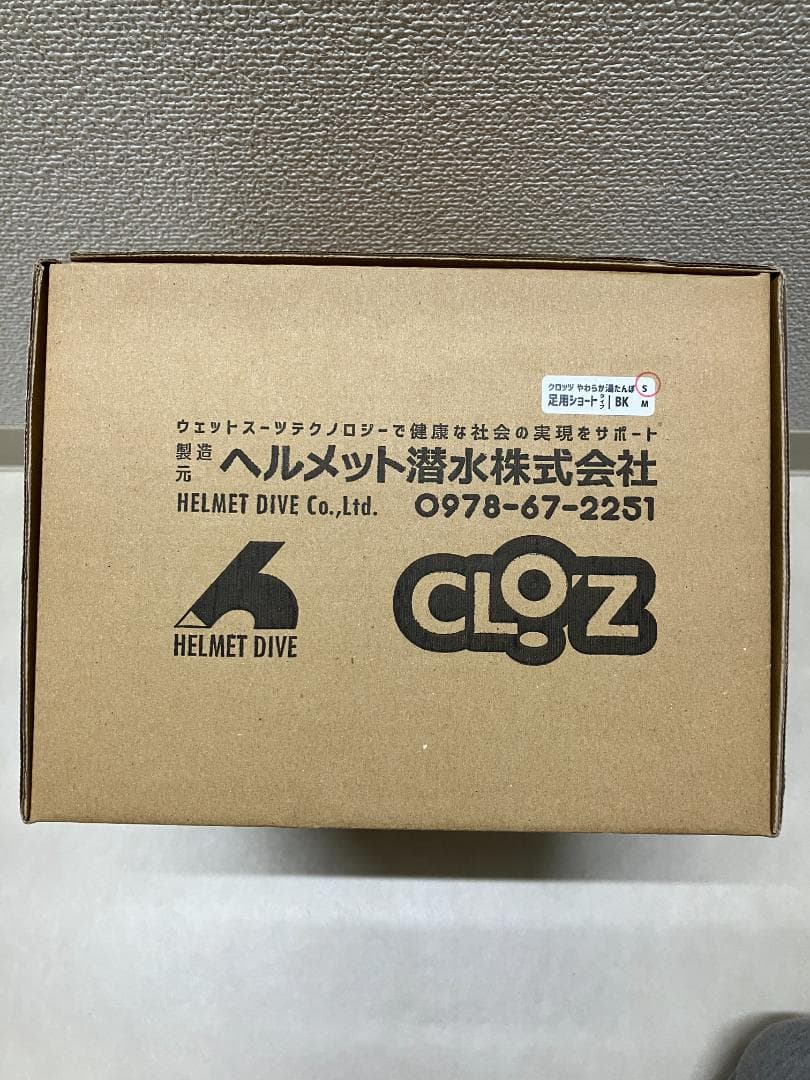 クロッツ やわらか湯たんぽ S
足用ショートタイプ | BK M
ウェットスーツテクノロジーで健康な社会の実現をサポート
製造元 ヘルメット潜水株式会社
HELMET DIVE Co.,Ltd. 0978-67-2251
HELMET DIVE
CLO'Z